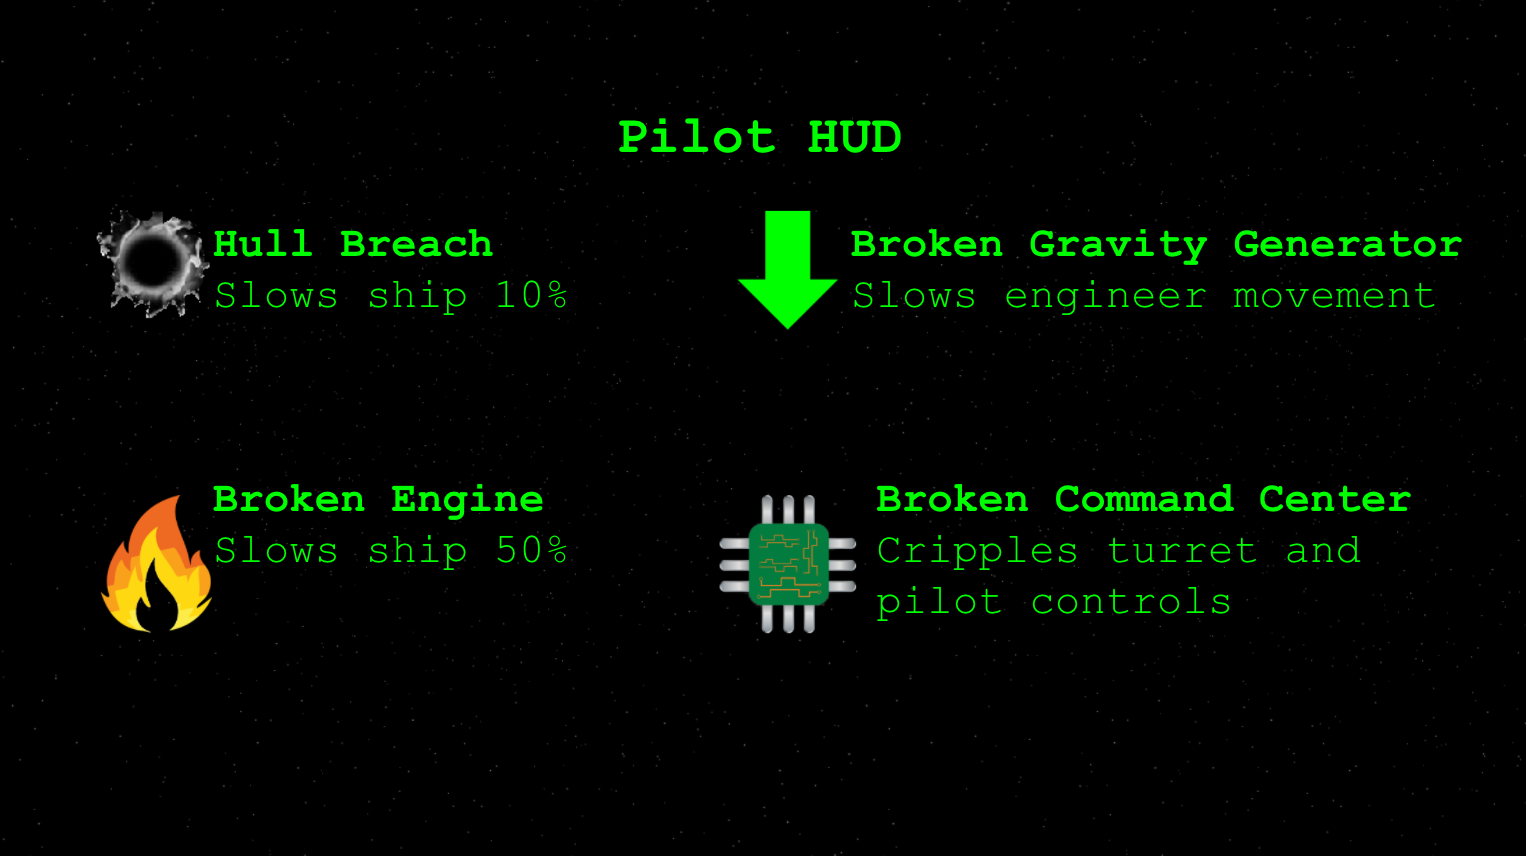 Pilot HUD
Hull Breach
Slows ship 10%
Broken Gravity Generator
Slows engineer movement
Broken Engine
Slows ship 50%
Broken Command Center
Cripples turret and
pilot controls